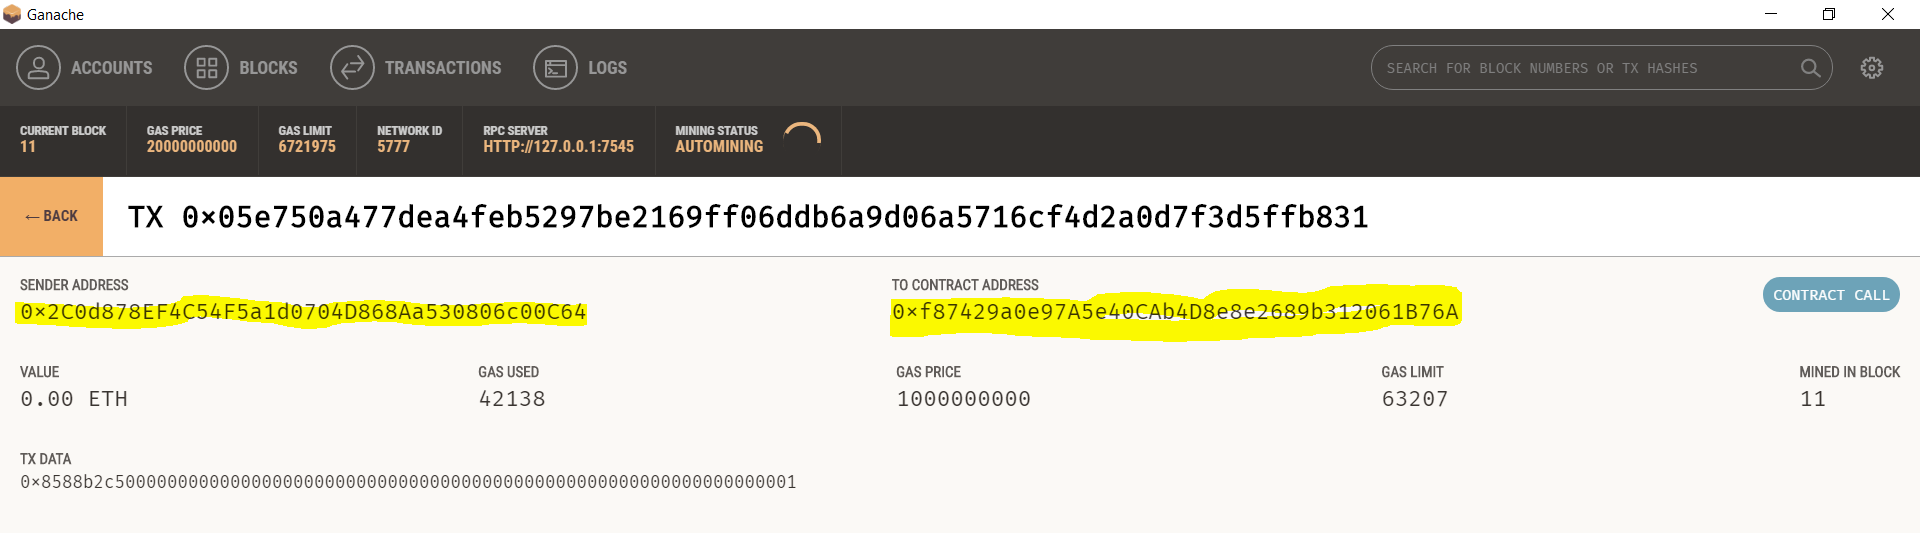 Ganache
ACCOUNTS BLOCKS TRANSACTIONS LOGS SEARCH FOR BLOCK NUMBERS OR TX HASHES
CURRENT BLOCK GAS PRICE GAS LIMIT NETWORK ID RPC SERVER MINING STATUS
11 20000000000 6721975 5777 HTTP://127.0.0.1:7545 AUTOMINING
← BACK TX 0×05e750a477dea4feb5297be2169ff06ddb6a9d06a5716cf4d2a0d7f3d5ffb831
SENDER ADDRESS TO CONTRACT ADDRESS
0×2C0d878EF4C54F5a1d0704D868Aa530806c00C64 0×f87429a0e97A5e40CAb4D8e8e2689b312061B76A CONTRACT CALL
VALUE GAS USED GAS PRICE GAS LIMIT MINED IN BLOCK
0.00 ETH 42138 1000000000 63207 11
TX DATA
0×8588b2c50000000000000000000000000000000000000000000000000000000000000001